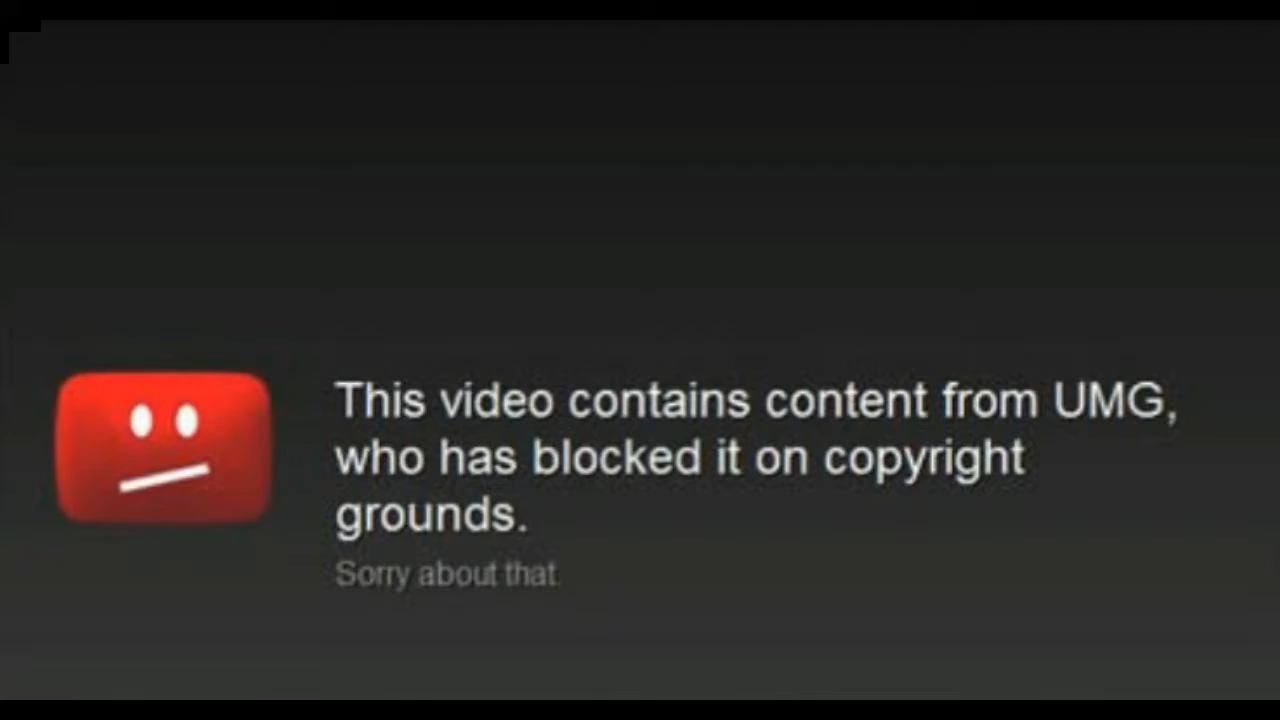 This video contains content from UMG,
who has blocked it on copyright
grounds.
Sorry about that.